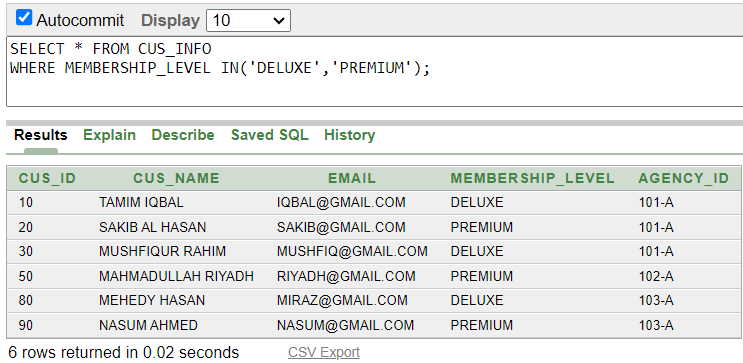 Autocommit Display 10
SELECT * FROM CUS_INFO
WHERE MEMBERSHIP_LEVEL IN('DELUXE','PREMIUM');
Results Explain Describe Saved SQL History
CUS_ID CUS_NAME EMAIL MEMBERSHIP_LEVEL AGENCY_ID
10 TAMIM IQBAL IQBAL@GMAIL.COM DELUXE 101-A
20 SAKIB AL HASAN SAKIB@GMAIL.COM PREMIUM 101-A
30 MUSHFIQUR RAHIM MUSHFIQ@GMAIL.COM DELUXE 101-A
50 MAHMADULLAH RIYADH RIYADH@GMAIL.COM PREMIUM 102-A
80 MEHEDY HASAN MIRAZ@GMAIL.COM DELUXE 103-A
90 NASUM AHMED NASUM@GMAIL.COM PREMIUM 103-A
6 rows returned in 0.02 seconds CSV Export